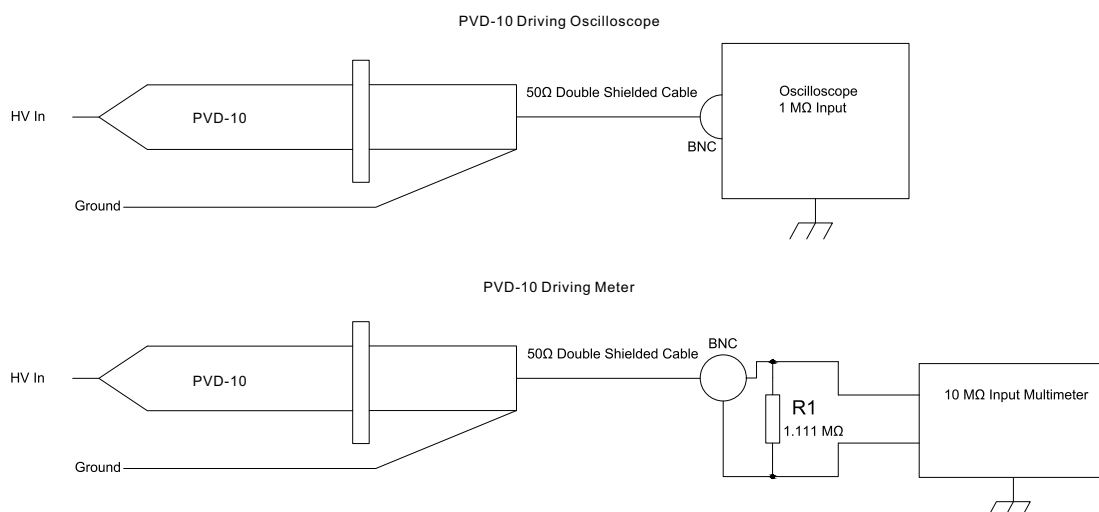 PVD-10 Driving Oscilloscope
HV In
PVD-10
50Ω Double Shielded Cable
BNC
Oscilloscope
1 MΩ Input
Ground
PVD-10 Driving Meter
HV In
PVD-10
50Ω Double Shielded Cable
BNC
R1
1.111 MΩ
10 MΩ Input Multimeter
Ground